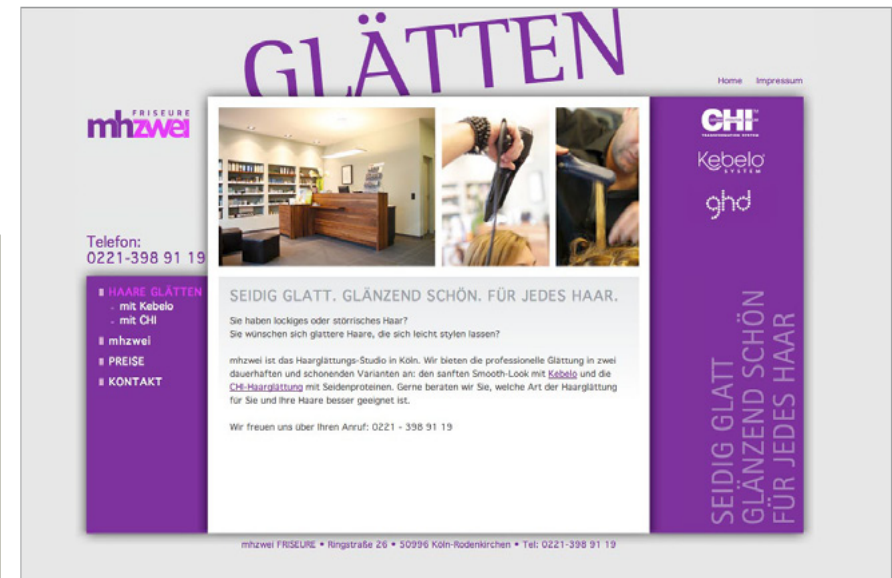 GLÄTTEN
Home Impressum
FRISEURE
mhzwei
CHI
Kebelo
SYSTEM
ghd
Telefon:
0221-398 91 19
HAARE GLÄTTEN
- mit Kebelo
- mit CHI
mhzwei
PREISE
KONTAKT
SEIDIG GLATT. GLÄNZEND SCHÖN. FÜR JEDES HAAR.
Sie haben lockiges oder störrisches Haar?
Sie wünschen sich glattere Haare, die sich leicht stylen lassen?
mhzwei ist das Haarglättungs-Studio in Köln. Wir bieten die professionelle Glättung in zwei
dauerhaften und schonenden Varianten an: den sanften Smooth-Look mit Kebelo und die
CHI-Haarglättung mit Seidenproteinen. Gerne beraten wir Sie, welche Art der Haarglättung
für Sie und Ihre Haare besser geeignet ist.
Wir freuen uns über Ihren Anruf: 0221 - 398 91 19
SEIDIG GLATT
GLÄNZEND SCHÖN
FÜR JEDES HAAR
mhzwei FRISEURE • Ringstraße 26 • 50996 Köln-Rodenkirchen • Tel: 0221-398 91 19